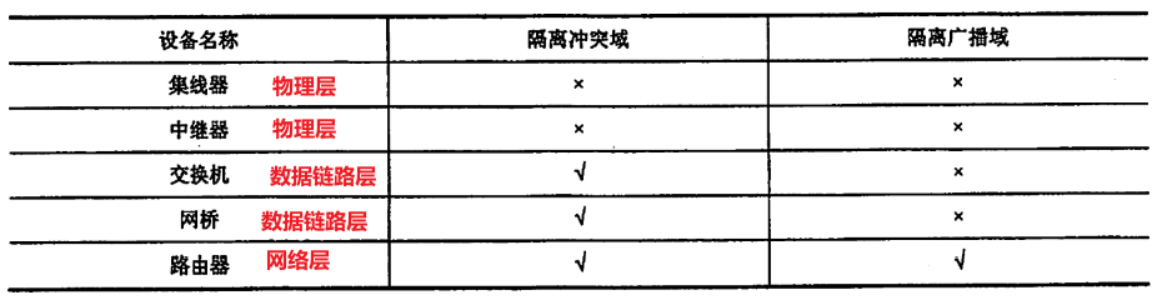 设备名称 隔离冲突域 隔离广播域
集线器 物理层 × ×
中继器 物理层 × ×
交换机 数据链路层 √ ×
网桥 数据链路层 √ ×
路由器 网络层 √ √